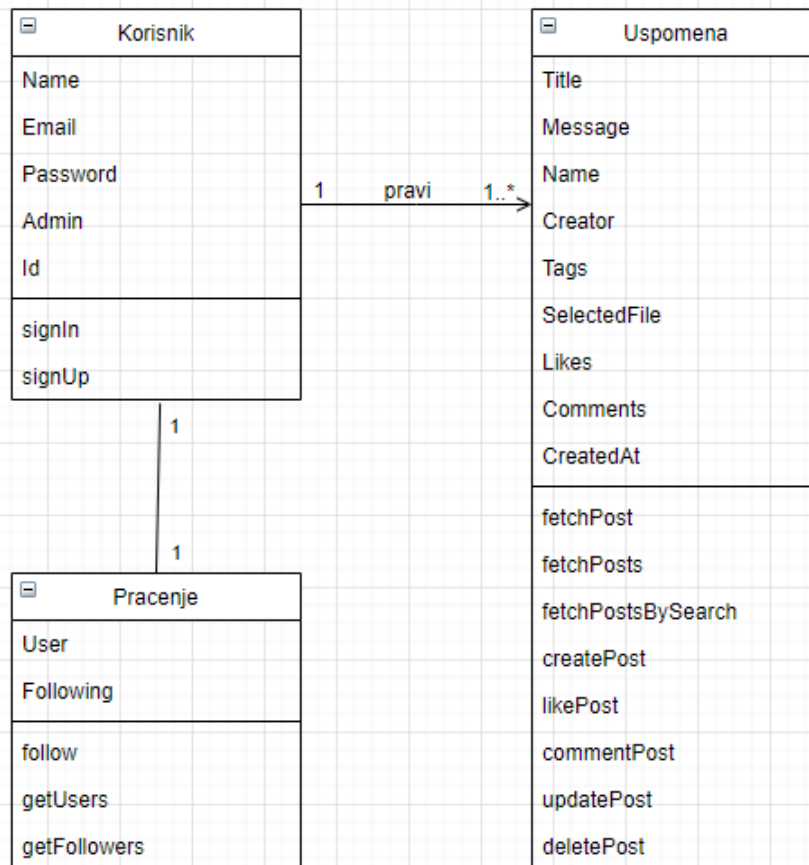 Korisnik
Name
Email
Password
Admin
Id
signIn
signUp
1 pravi 1..*
Uspomena
Title
Message
Name
Creator
Tags
SelectedFile
Likes
Comments
CreatedAt
fetchPost
fetchPosts
fetchPostsBySearch
createPost
likePost
commentPost
updatePost
deletePost
1
1
Pracenje
User
Following
follow
getUsers
getFollowers